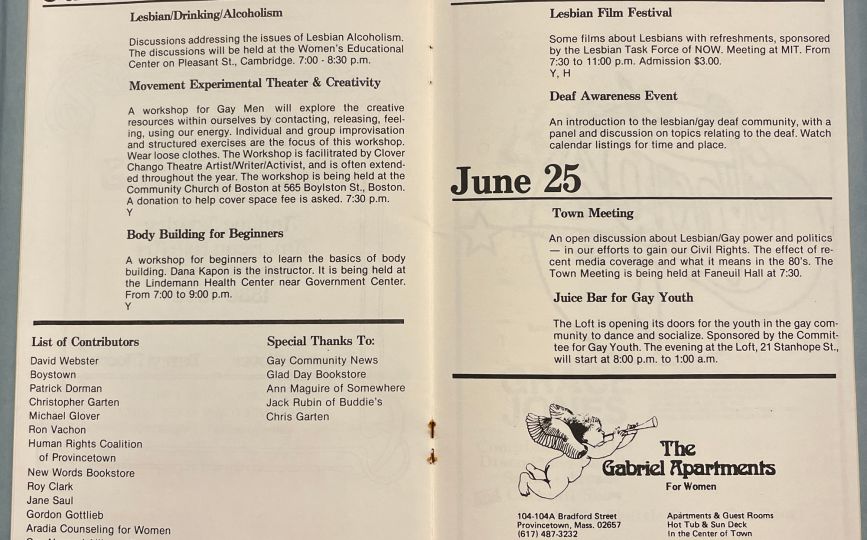 Lesbian/Drinking/Alcoholism
Discussions addressing the issues of Lesbian Alcoholism.
The discussions will be held at the Women's Educational
Center on Pleasant St., Cambridge. 7:00 - 8:30 p.m.
Movement Experimental Theater & Creativity
A workshop for Gay Men will explore the creative
resources within ourselves by contacting, releasing, feel-
ing, using our energy. Individual and group improvisation
and structured exercises are the focus of this workshop.
Wear loose clothes. The Workshop is facilitrated by Clover
Chango Theatre Artist/Writer/Activist, and is often extend-
ed throughout the year. The workshop is being held at the
Community Church of Boston at 565 Boylston St., Boston.
A donation to help cover space fee is asked. 7:30 p.m.
Y
Body Building for Beginners
A workshop for beginners to learn the basics of body
building. Dana Kapon is the instructor. It is being held at
the Lindemann Health Center near Government Center.
From 7:00 to 9:00 p.m.
Y
List of Contributors
David Webster
Boystown
Patrick Dorman
Christopher Garten
Michael Glover
Ron Vachon
Human Rights Coalition
of Provincetown
New Words Bookstore
Roy Clark
Jane Saul
Gordon Gottlieb
Aradia Counseling for Women
Special Thanks To:
Gay Community News
Glad Day Bookstore
Ann Maguire of Somewhere
Jack Rubin of Buddie's
Chris Garten
Lesbian Film Festival
Some films about Lesbians with refreshments, sponsored
by the Lesbian Task Force of NOW. Meeting at MIT. From
7:30 to 11:00 p.m. Admission $3.00.
Y, H
Deaf Awareness Event
An introduction to the lesbian/gay deaf community, with a
panel and discussion on topics relating to the deaf. Watch
calendar listings for time and place.
June 25
Town Meeting
An open discussion about Lesbian/Gay power and politics
— in our efforts to gain our Civil Rights. The effect of re-
cent media coverage and what it means in the 80's. The
Town Meeting is being held at Faneuil Hall at 7:30.
Juice Bar for Gay Youth
The Loft is opening its doors for the youth in the gay com-
munity to dance and socialize. Sponsored by the Commit-
tee for Gay Youth. The evening at the Loft, 21 Stanhope St.,
will start at 8:00 p.m. to 1:00 a.m.
The
Gabriel Apartments
For Women
104-104A Bradford Street
Provincetown, Mass. 02657
(617) 487-3232
Apartments & Guest Rooms
Hot Tub & Sun Deck
In the Center of Town